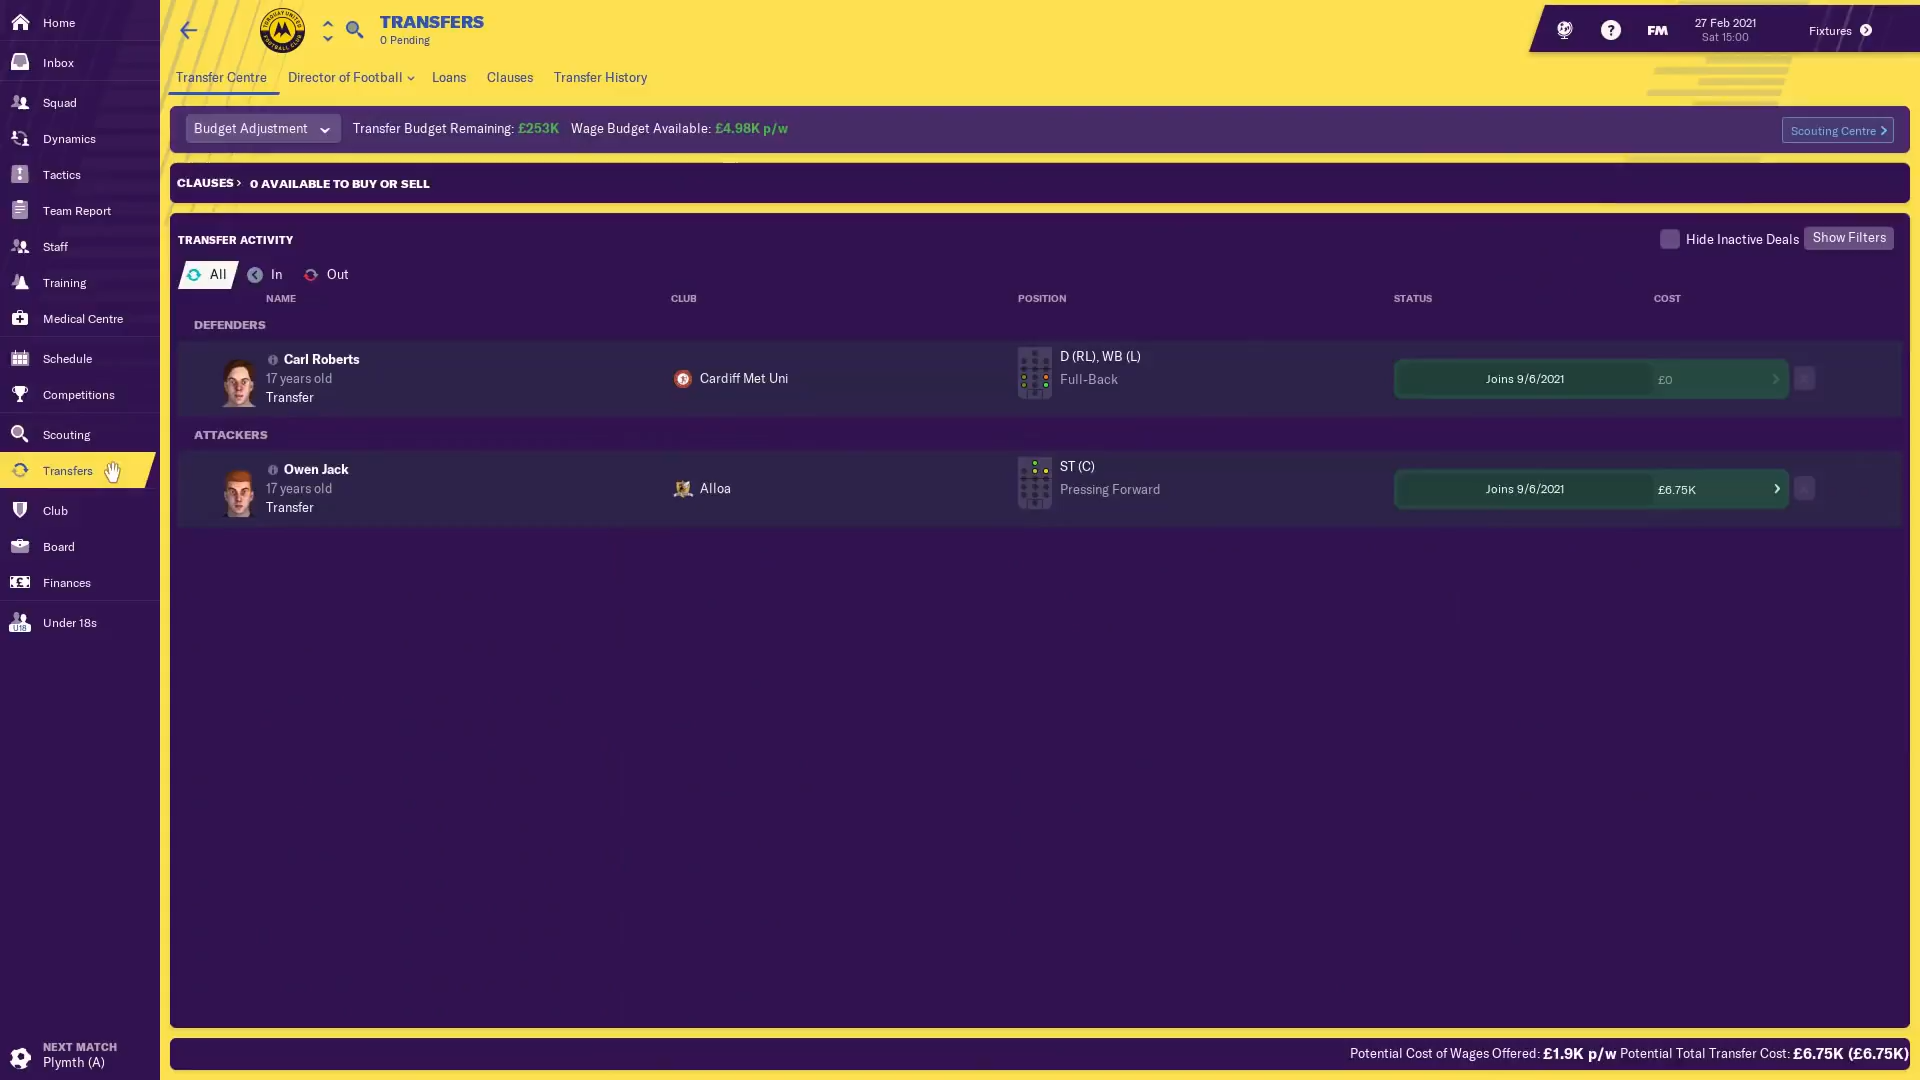 Home
Inbox
Squad
Dynamics
Tactics
Team Report
Staff
Training
Medical Centre
Schedule
Competitions
Scouting
Transfers
Club
Board
Finances
U18
Under 18s
NEXT MATCH
Plymth (A)
TORQUAY UNITED
FOOTBALL CLUB
TRANSFERS
0 Pending
?
FM
27 Feb 2021
Sat 15:00
Fixtures
Transfer Centre
Director of Football
Loans
Clauses
Transfer History
Budget Adjustment
Transfer Budget Remaining: £253K
Wage Budget Available: £4.98K p/w
Scouting Centre
CLAUSES
0 AVAILABLE TO BUY OR SELL
TRANSFER ACTIVITY
Hide Inactive Deals
Show Filters
All
In
Out
NAME CLUB POSITION STATUS COST
DEFENDERS
Carl Roberts
17 years old
Transfer
Cardiff Met Uni
D (RL), WB (L)
Full-Back
Joins 9/6/2021
£0
ATTACKERS
Owen Jack
17 years old
Transfer
Alloa
ST (C)
Pressing Forward
Joins 9/6/2021
£6.75K
Potential Cost of Wages Offered: £1.9K p/w Potential Total Transfer Cost: £6.75K (£6.75K)